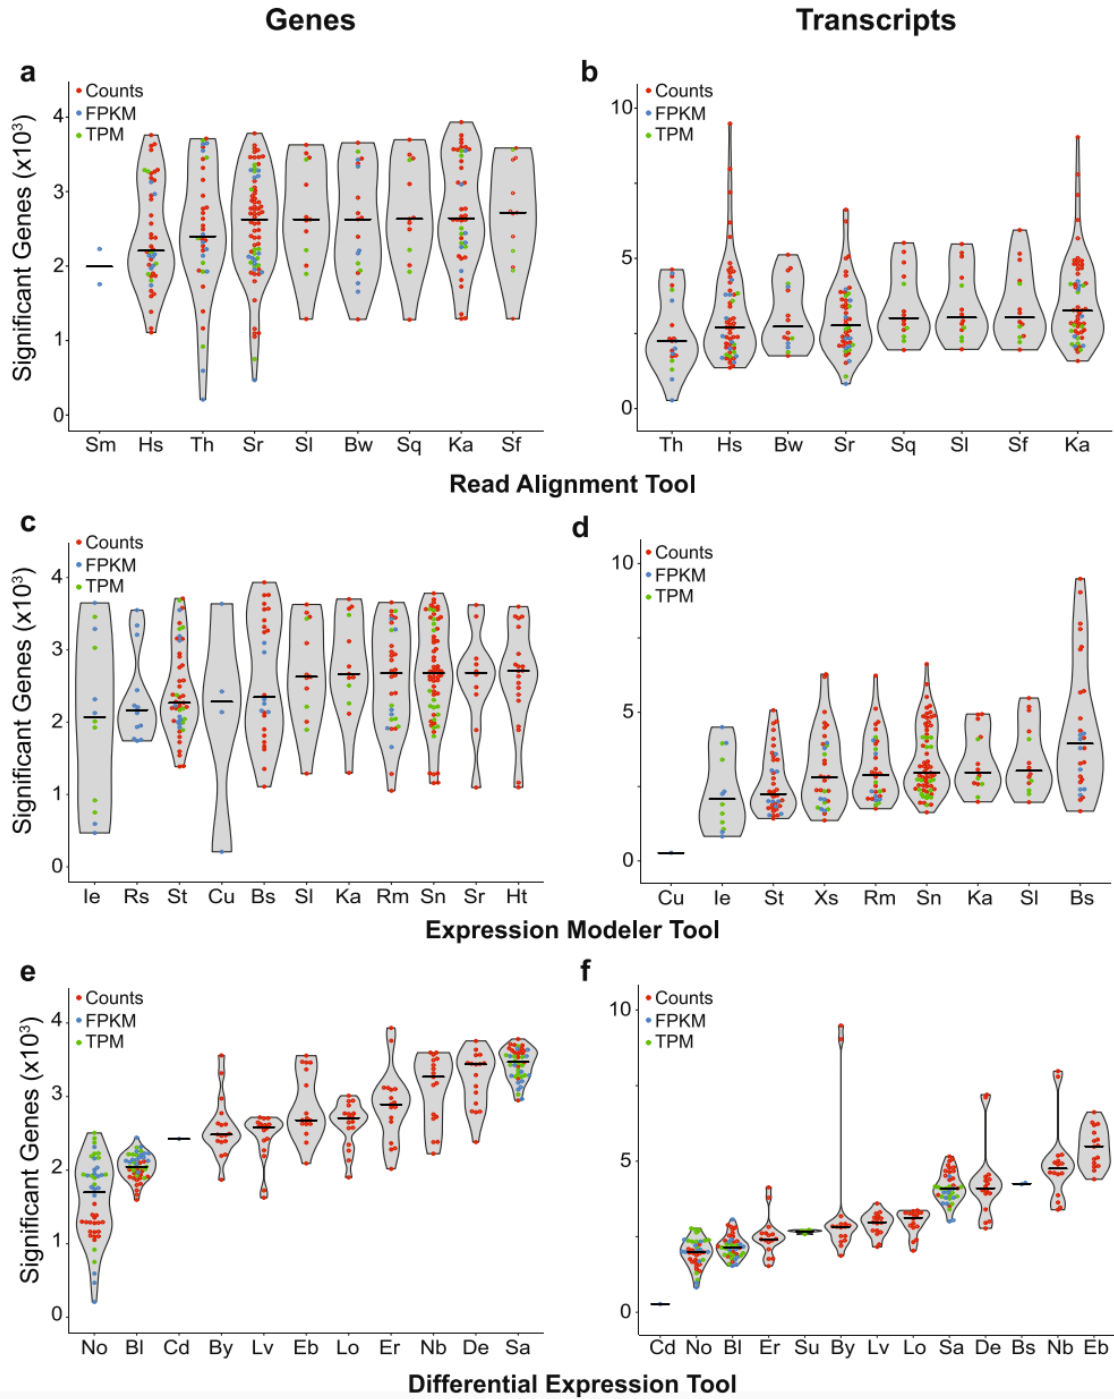 Genes Transcripts
a
Significant Genes (x10³)
Counts
FPKM
TPM
4
3
2
1
0
Sm Hs Th Sr Sl Bw Sq Ka Sf
b
Counts
FPKM
TPM
10
5
0
Th Hs Bw Sr Sq Sl Sf Ka
Read Alignment Tool
c
Significant Genes (x10³)
Counts
FPKM
TPM
4
3
2
1
0
Ie Rs St Cu Bs Sl Ka Rm Sn Sr Ht
d
Counts
FPKM
TPM
10
5
0
Cu Ie St Xs Rm Sn Ka Sl Bs
Expression Modeler Tool
e
Significant Genes (x10³)
Counts
FPKM
TPM
4
3
2
1
0
No Bl Cd By Lv Eb Lo Er Nb De Sa
f
Counts
FPKM
TPM
10
5
0
Cd No Bl Er Su By Lv Lo Sa De Bs Nb Eb
Differential Expression Tool